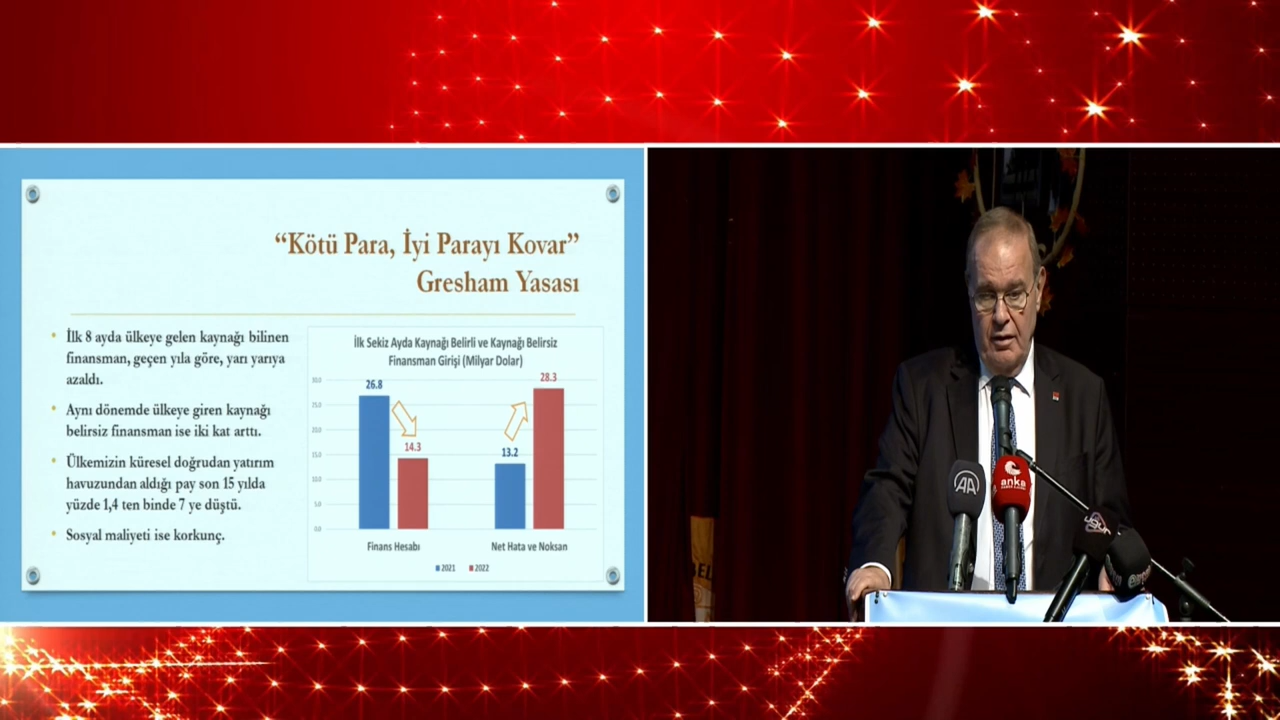 “Kötü Para, İyi Parayı Kovar”
Gresham Yasası
• İlk 8 ayda ülkeye gelen kaynağı bilinen
finansman, geçen yıla göre, yarı yarıya
azaldı.
• Aynı dönemde ülkeye giren kaynağı
belirsiz finansman ise iki kat arttı.
• Ülkemizin küresel doğrudan yatırım
havuzundan aldığı pay son 15 yılda
yüzde 1,4 ten binde 7 ye düştü.
• Sosyal maliyeti ise korkunç.
İlk Sekiz Ayda Kaynağı Belirli ve Kaynağı Belirsiz
Finansman Girişi (Milyar Dolar)
30.0
25.0
20.0
15.0
10.0
5.0
0.0
26.8
14.3
13.2
28.3
Finans Hesabı
Net Hata ve Noksan
2021
2022
AA
anka
BEL